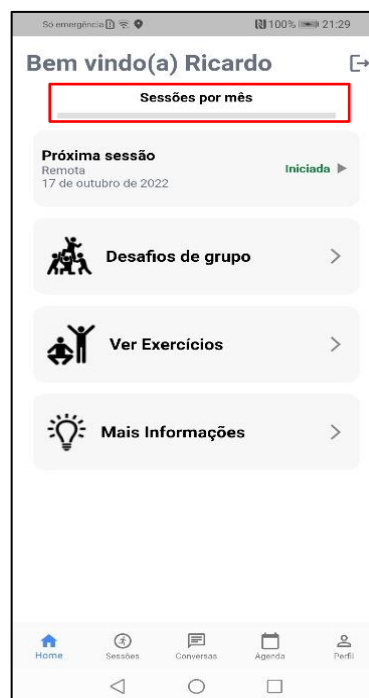 Só emergência 100% 21:29
Bem vindo(a) Ricardo
Sessões por mês
Próxima sessão
Remota
17 de outubro de 2022
Iniciada
Desafios de grupo
Ver Exercícios
Mais Informações
Home Sessões Conversas Agenda Perfil